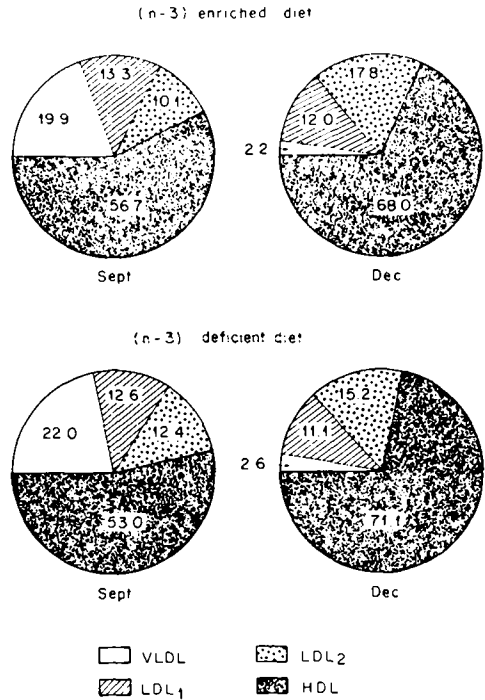 (n-3) enriched diet
13 3
10 1
19 9
56 7
Sept
17 8
12 0
2 2
68 0
Dec
(n-3) deficient diet
12 6
12 4
22 0
53 0
Sept
15 2
11 1
2 6
71 1
Dec
VLDL
LDL₂
LDL₁
HDL